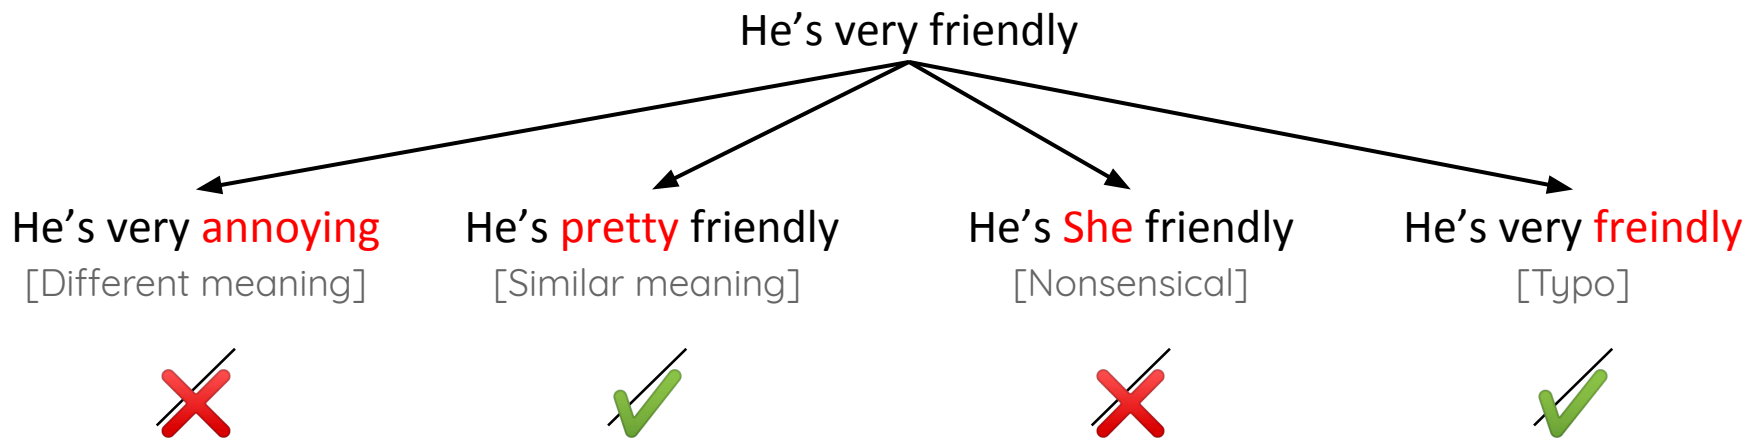 He’s very friendly
He’s very annoying
[Different meaning]
He’s pretty friendly
[Similar meaning]
He’s She friendly
[Nonsensical]
He’s very freindly
[Typo]